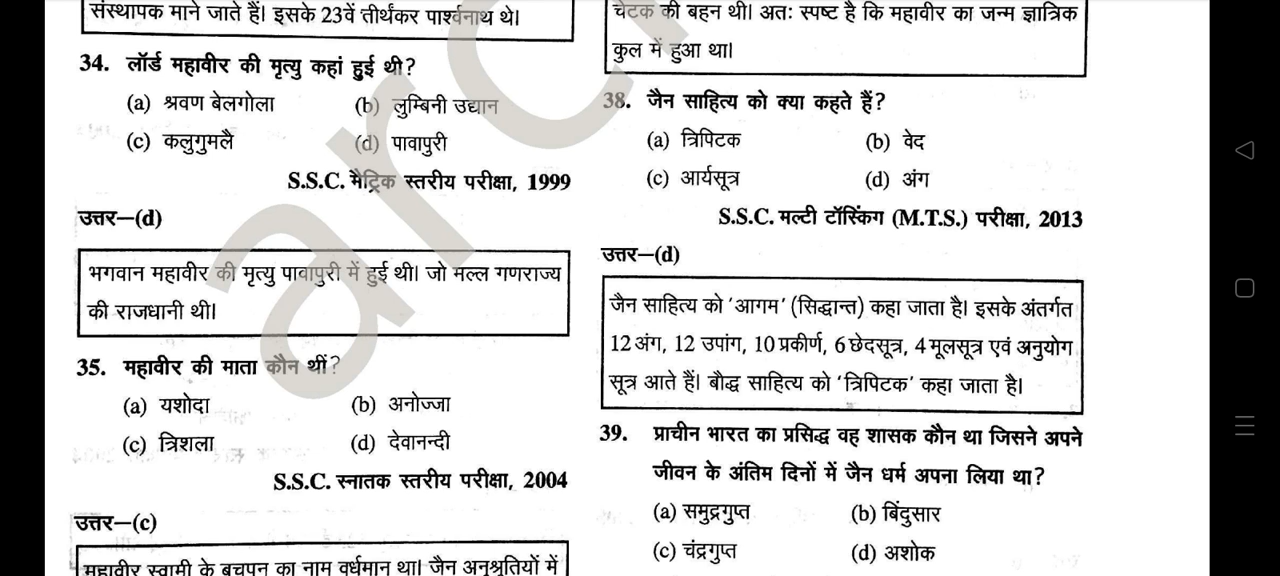 संस्थापक माने जाते हैं। इसके 23वें तीर्थंकर पार्श्वनाथ थे।
34. लॉर्ड महावीर की मृत्यु कहां हुई थी?
(a) श्रवण बेलगोला (b) लुम्बिनी उद्यान
(c) कलुगुमलै (d) पावापुरी
S.S.C. मैट्रिक स्तरीय परीक्षा, 1999
उत्तर–(d)
भगवान महावीर की मृत्यु पावापुरी में हुई थी। जो मल्ल गणराज्य
की राजधानी थी।
35. महावीर की माता कौन थीं?
(a) यशोदा (b) अनोज्जा
(c) त्रिशला (d) देवानन्दी
S.S.C. स्नातक स्तरीय परीक्षा, 2004
उत्तर–(c)
महावीर स्वामी के बचपन का नाम वर्धमान था। जैन अनुश्रुतियों में
चेटक की बहन थी। अतः स्पष्ट है कि महावीर का जन्म ज्ञात्रिक
कुल में हुआ था।
38. जैन साहित्य को क्या कहते हैं?
(a) त्रिपिटक (b) वेद
(c) आर्यसूत्र (d) अंग
S.S.C. मल्टी टॉस्किंग (M.T.S.) परीक्षा, 2013
उत्तर–(d)
जैन साहित्य को 'आगम' (सिद्धान्त) कहा जाता है। इसके अंतर्गत
12 अंग, 12 उपांग, 10 प्रकीर्ण, 6 छेदसूत्र, 4 मूलसूत्र एवं अनुयोग
सूत्र आते हैं। बौद्ध साहित्य को 'त्रिपिटक' कहा जाता है।
39. प्राचीन भारत का प्रसिद्ध वह शासक कौन था जिसने अपने
जीवन के अंतिम दिनों में जैन धर्म अपना लिया था?
(a) समुद्रगुप्त (b) बिंदुसार
(c) चंद्रगुप्त (d) अशोक
arc